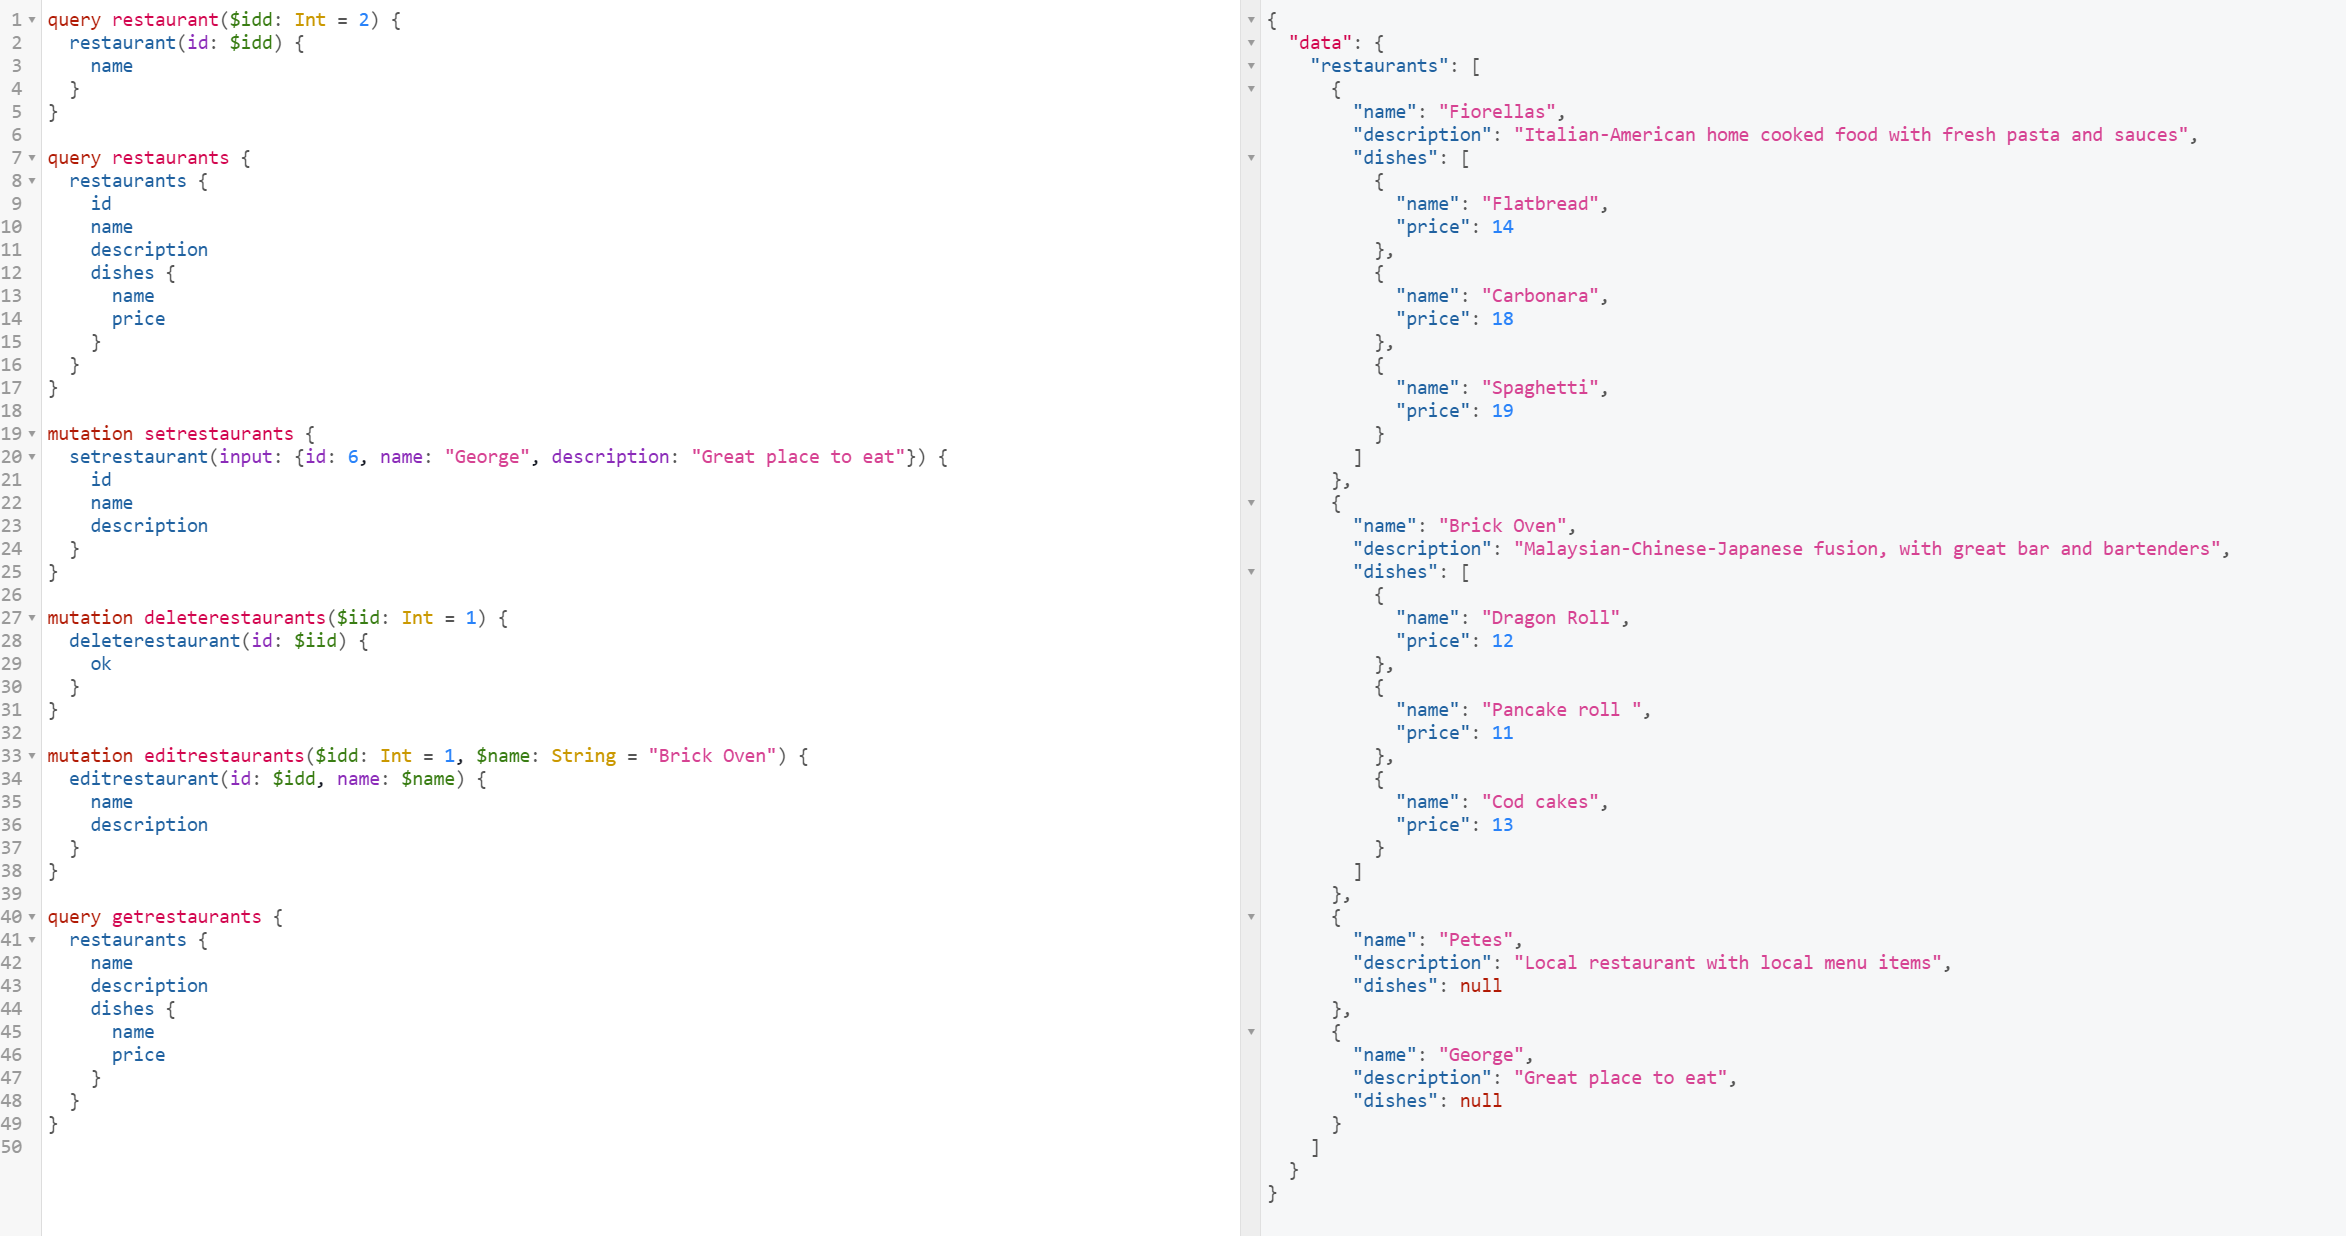 1 query restaurant($idd: Int = 2) {
2   restaurant(id: $idd) {
3     name
4   }
5 }
6
7 query restaurants {
8   restaurants {
9     id
10     name
11     description
12     dishes {
13       name
14       price
15     }
16   }
17 }
18
19 mutation setrestaurants {
20   setrestaurant(input: {id: 6, name: "George", description: "Great place to eat"}) {
21     id
22     name
23     description
24   }
25 }
26
27 mutation deleterestaurants($iid: Int = 1) {
28   deleterestaurant(id: $iid) {
29     ok
30   }
31 }
32
33 mutation editrestaurants($idd: Int = 1, $name: String = "Brick Oven") {
34   editrestaurant(id: $idd, name: $name) {
35     name
36     description
37   }
38 }
39
40 query getrestaurants {
41   restaurants {
42     name
43     description
44     dishes {
45       name
46       price
47     }
48   }
49 }
50
{
  "data": {
    "restaurants": [
      {
        "name": "Fiorellas",
        "description": "Italian-American home cooked food with fresh pasta and sauces",
        "dishes": [
          {
            "name": "Flatbread",
            "price": 14
          },
          {
            "name": "Carbonara",
            "price": 18
          },
          {
            "name": "Spaghetti",
            "price": 19
          }
        ]
      },
      {
        "name": "Brick Oven",
        "description": "Malaysian-Chinese-Japanese fusion, with great bar and bartenders",
        "dishes": [
          {
            "name": "Dragon Roll",
            "price": 12
          },
          {
            "name": "Pancake roll ",
            "price": 11
          },
          {
            "name": "Cod cakes",
            "price": 13
          }
        ]
      },
      {
        "name": "Petes",
        "description": "Local restaurant with local menu items",
        "dishes": null
      },
      {
        "name": "George",
        "description": "Great place to eat",
        "dishes": null
      }
    ]
  }
}